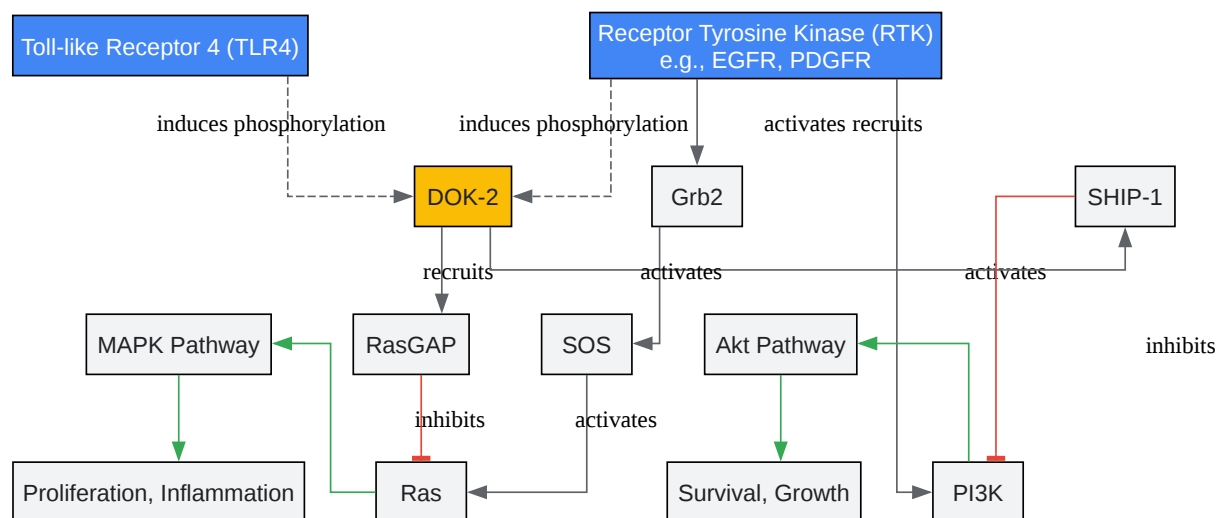 Toll-like Receptor 4 (TLR4)
Receptor Tyrosine Kinase (RTK)
e.g., EGFR, PDGFR
induces phosphorylation
induces phosphorylation
activates recruits
DOK-2
Grb2
SHIP-1
recruits
activates
activates
MAPK Pathway
RasGAP
SOS
Akt Pathway
inhibits
inhibits
activates
Proliferation, Inflammation
Ras
Survival, Growth
PI3K